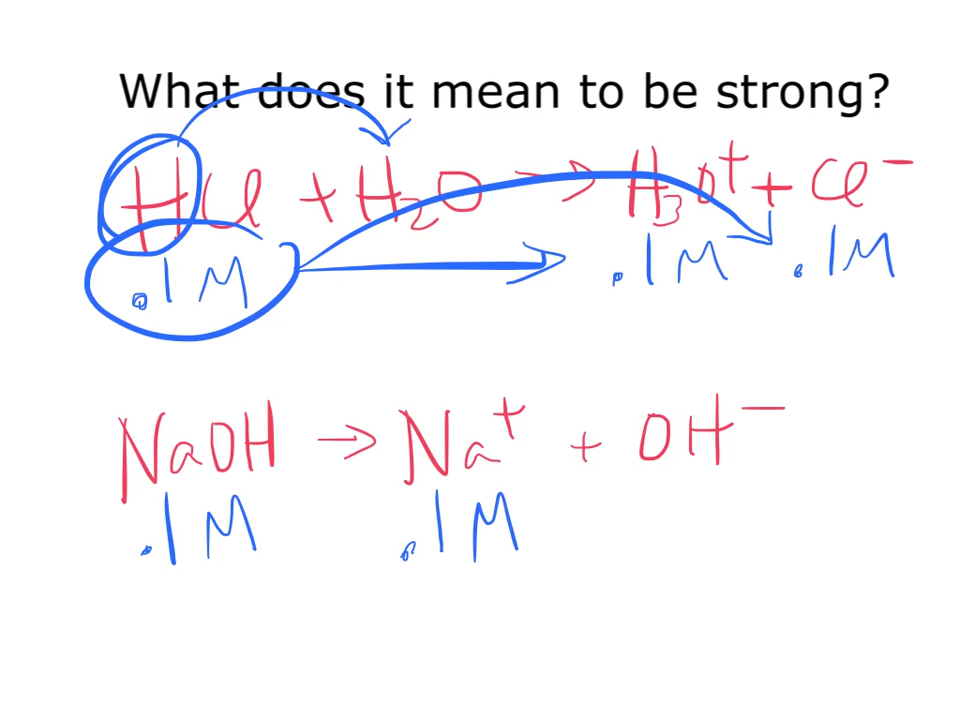 What does it mean to be strong?
HCl + H₂O → H₃O⁺ + Cl⁻
.1M .1M .1M
NaOH → Na⁺ + OH⁻
.1M .1M